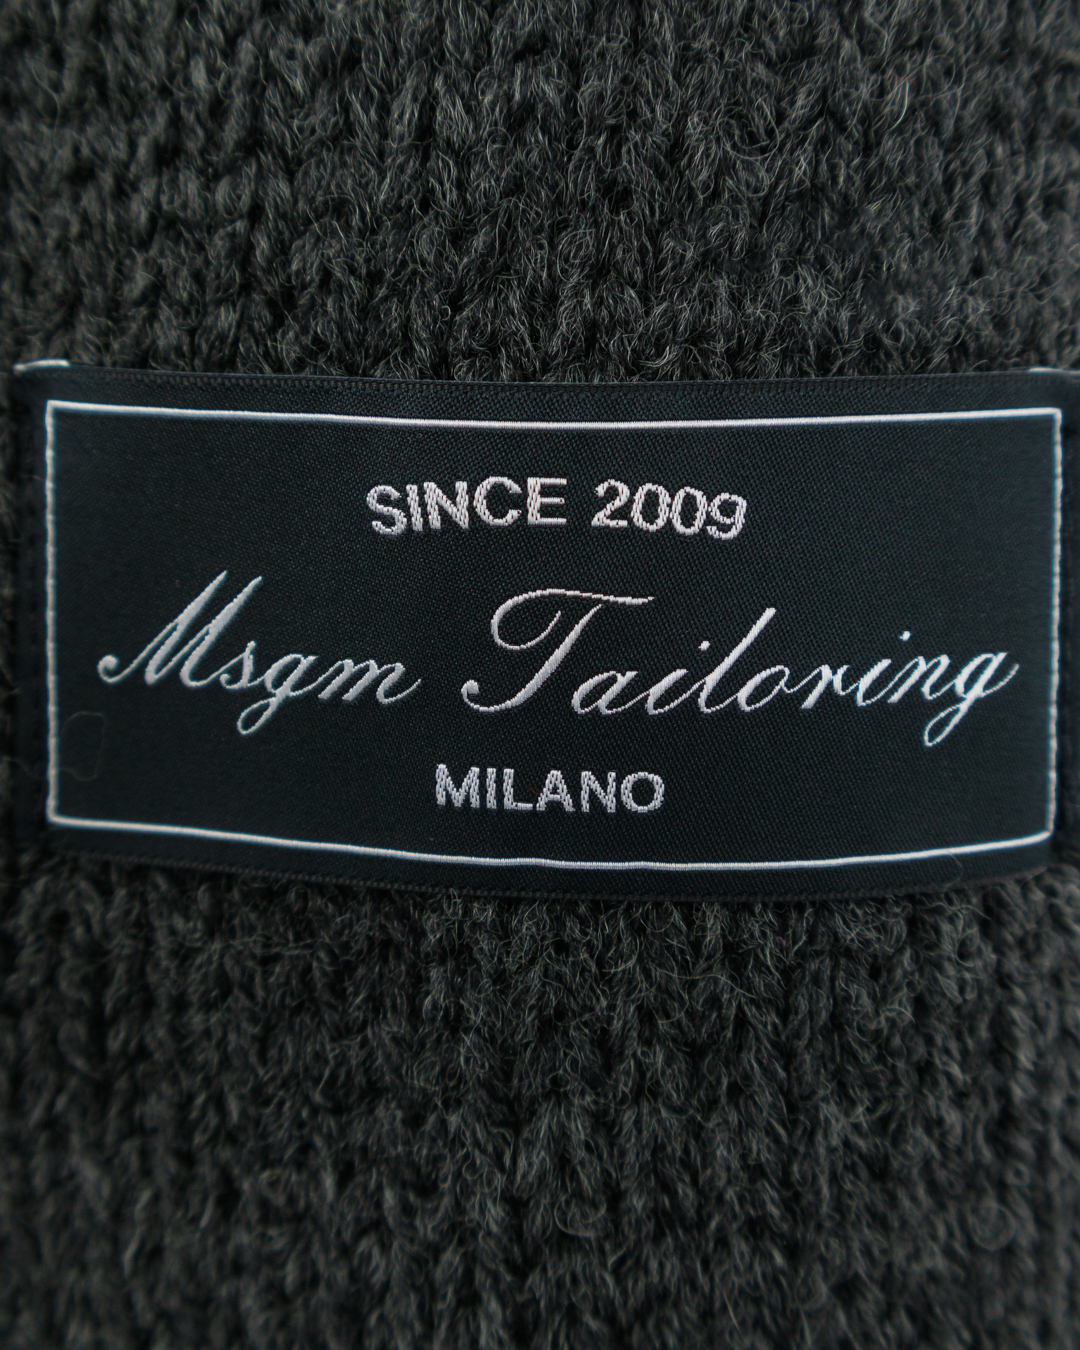 SINCE 2009
Msgm Tailoring
MILANO